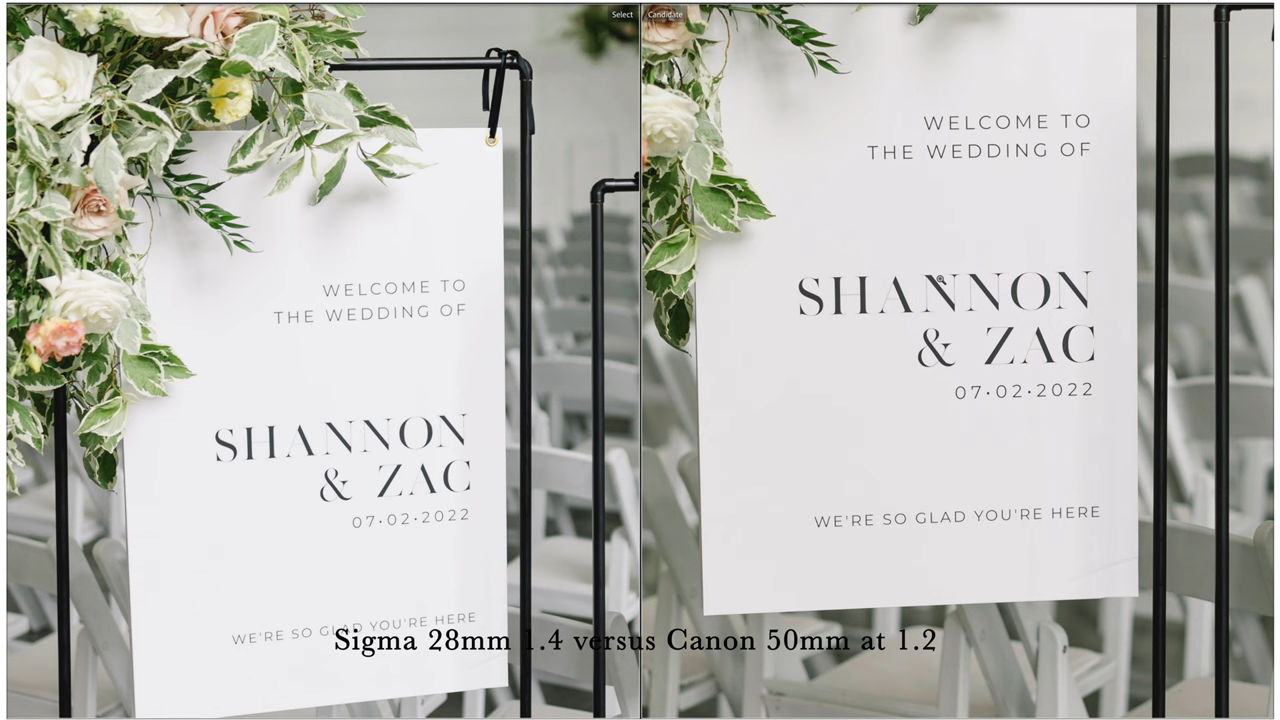 Select
Candidate
WELCOME TO
THE WEDDING OF
SHANNON
& ZAC
07•02•2022
WE'RE SO GLAD YOU'RE HERE
WELCOME TO
THE WEDDING OF
SHANNON
& ZAC
07•02•2022
WE'RE SO GLAD YOU'RE HERE
Sigma 28mm 1.4 versus Canon 50mm at 1.2